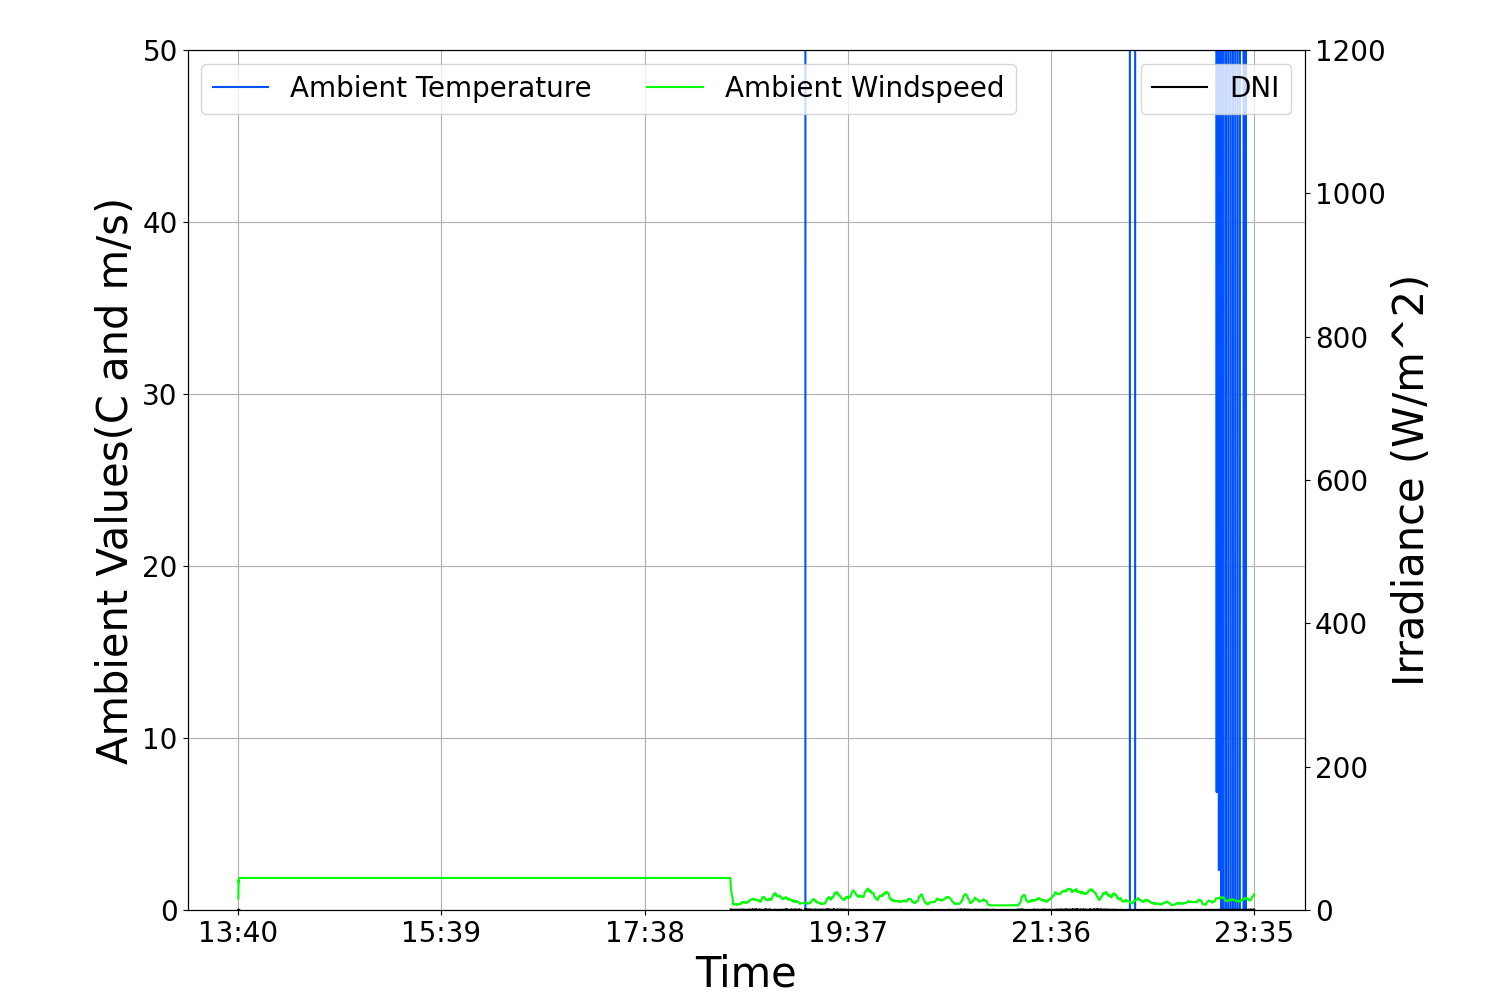 Ambient Temperature
Ambient Windspeed
DNI
Ambient Values(C and m/s)
50
40
30
20
10
0
1200
1000
800
600
400
200
0
Irradiance (W/m^2)
13:40 15:39 17:38 19:37 21:36 23:35
Time